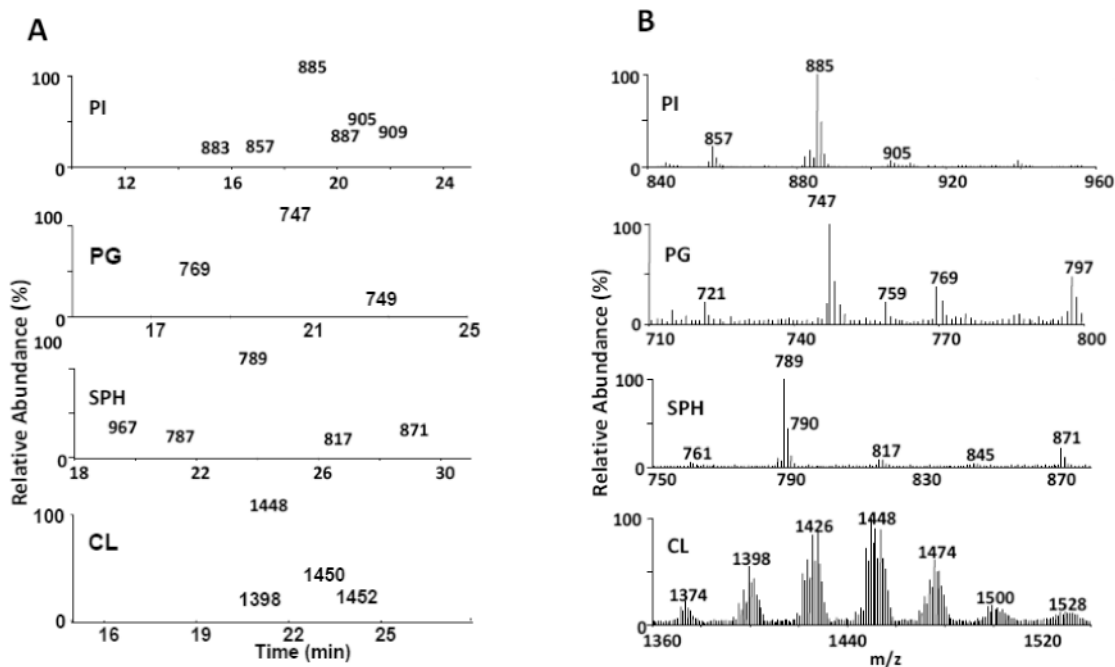 A
100
885
PI
905
887 909
883 857
0
12 16 20 24
100
747
PG
769
749
0
17 21 25
100
789
SPH
967 787 817 871
0
18 22 26 30
100
1448
CL
1450
1398 1452
0
16 19 22 25
Time (min)
Relative Abundance (%)
B
100
885
PI
857
905
0
840 880 920 960
747
100
PG
721 759 769 797
0
710 740 770 800
789
100
SPH
790
761 817 845 871
0
750 790 830 870
100
CL
1374 1398 1426 1448 1474 1500 1528
0
1360 1440 1520
m/z
Relative Abundance (%)